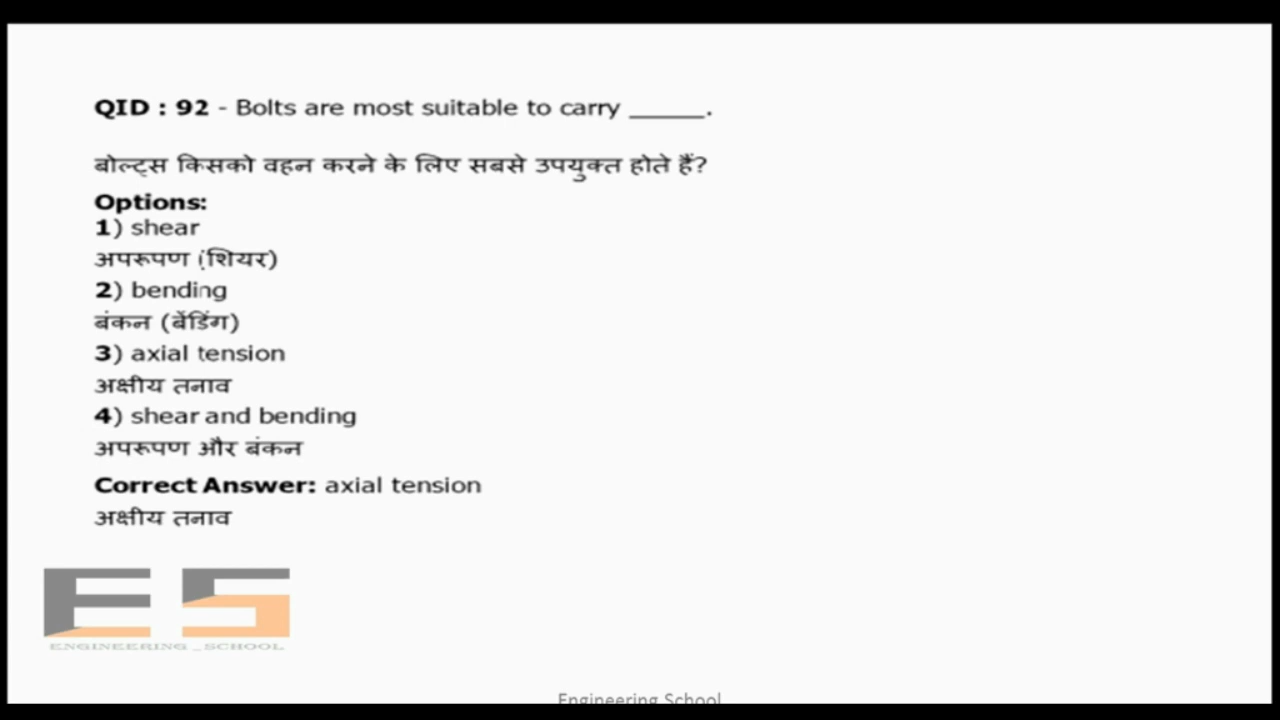 QID : 92 - Bolts are most suitable to carry ______.
बोल्ट्स किसको वहन करने के लिए सबसे उपयुक्त होते हैं?
Options:
1) shear
अपरूपण (शियर)
2) bending
बंकन (बेंडिंग)
3) axial tension
अक्षीय तनाव
4) shear and bending
अपरूपण और बंकन
Correct Answer: axial tension
अक्षीय तनाव
ES
ENGINEERING_SCHOOL
Engineering School